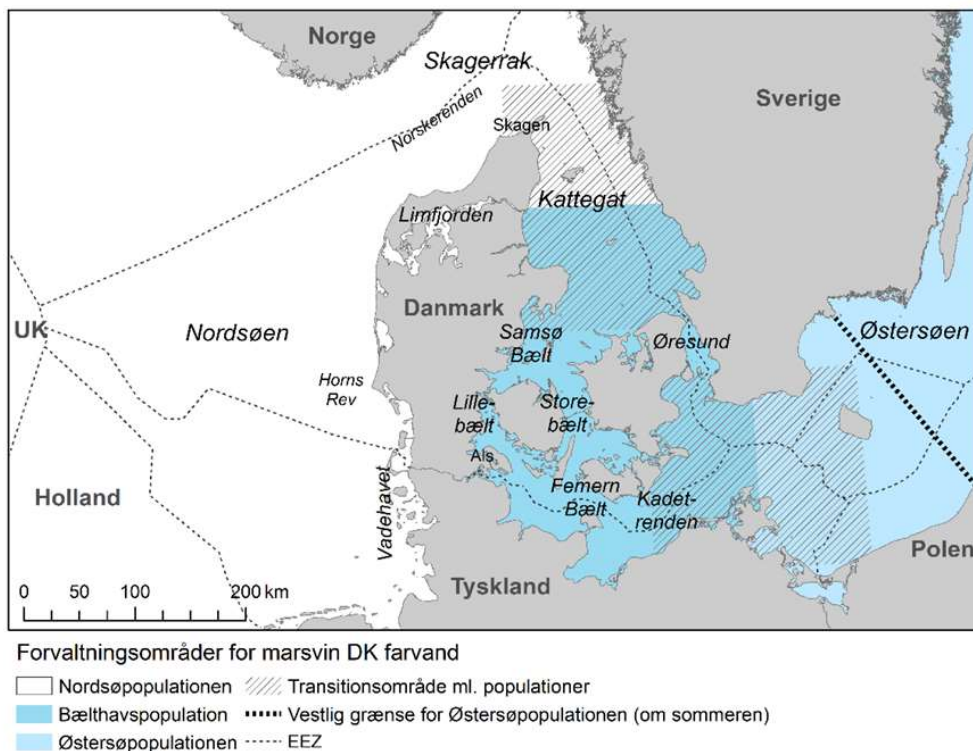 Norge
Skagerrak
Sverige
Norskerenden
Skagen
Kattegat
Limfjorden
Danmark
UK
Nordsøen
Samsø
Bælt
Øresund
Østersøen
Horns
Rev
Lille-
bælt
Store-
bælt
Als
Vadehavet
Femern
Bælt
Kadet-
renden
Holland
Polen
Tyskland
0 50 100 200 km
Forvaltningsområder for marsvin DK farvand
Nordsøpopulationen
Transitionsområde ml. populationer
Bælthavspopulation
Vestlig grænse for Østersøpopulationen (om sommeren)
Østersøpopulationen
EEZ